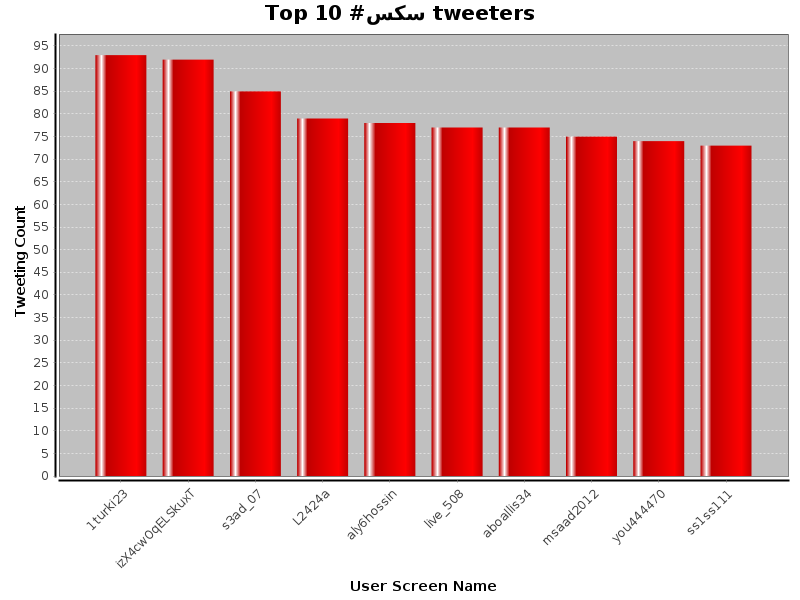 Top 10 #سكس tweeters
Tweeting Count
95
90
85
80
75
70
65
60
55
50
45
40
35
30
25
20
15
10
5
0
1turki23
izX4cw0qELSkuxT
s3ad_07
L2424a
aly6hossin
live_508
aboallis34
msaad2012
you444470
ss1ss111
User Screen Name